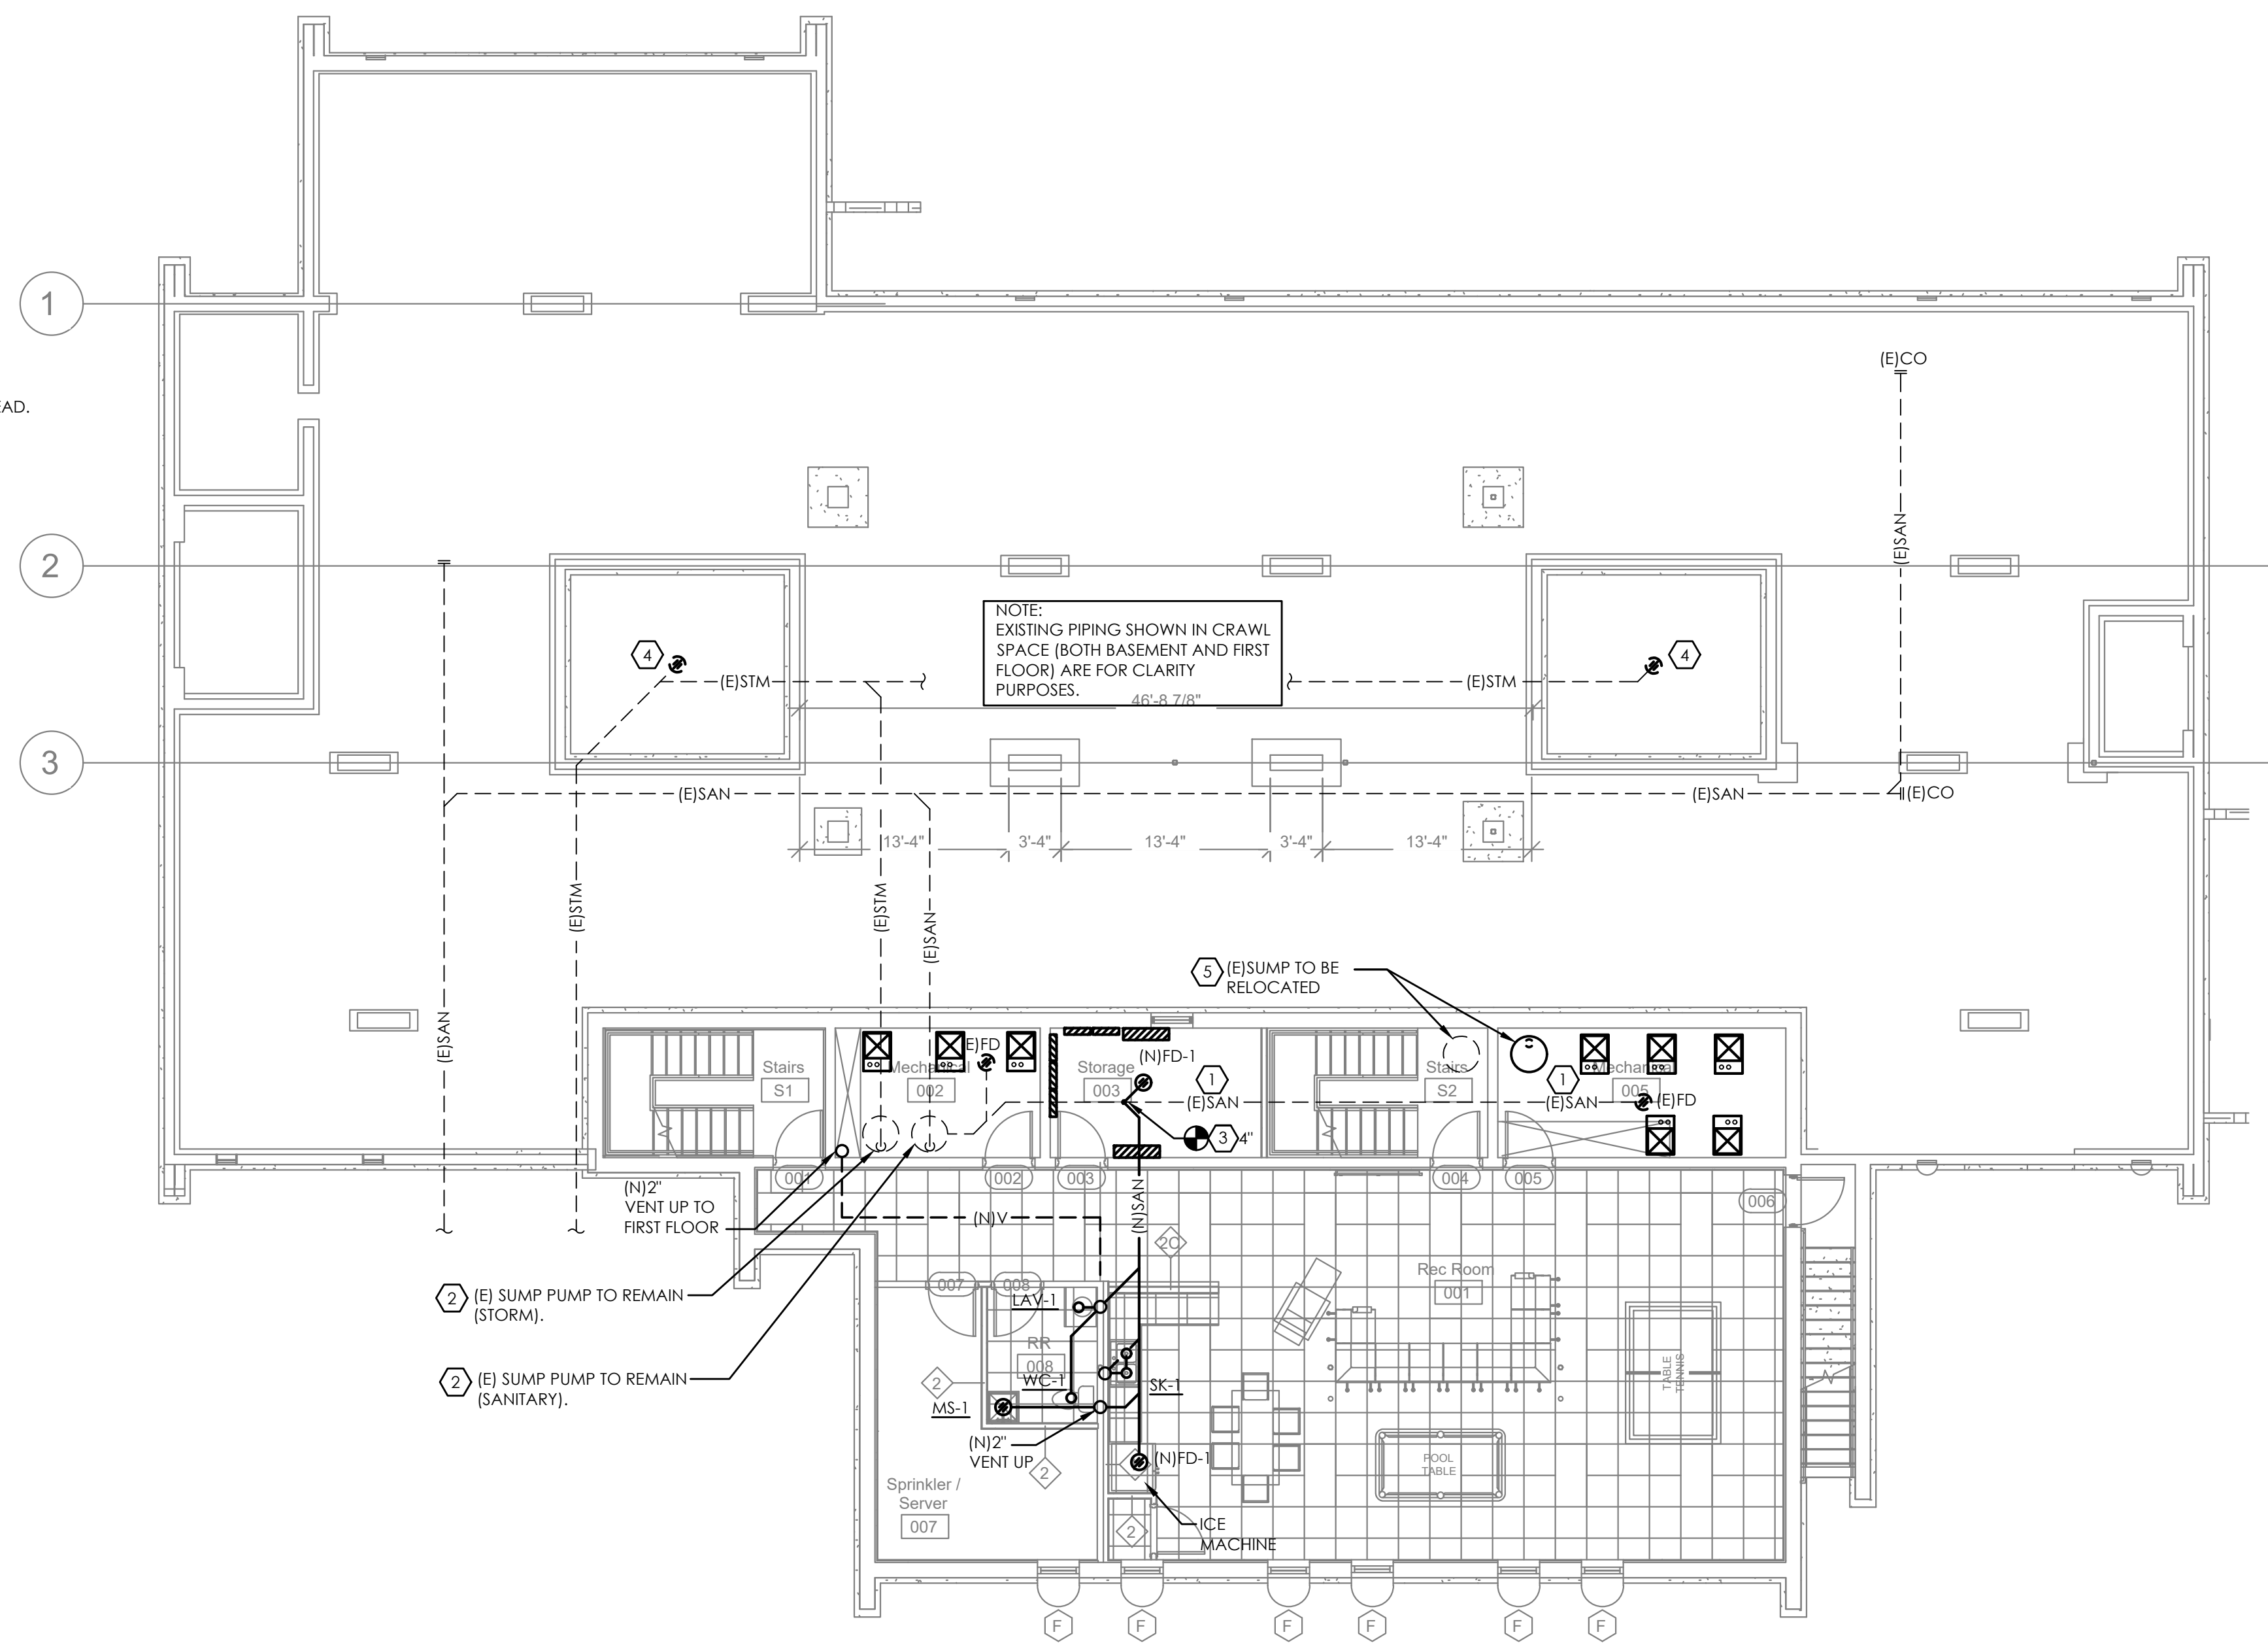 1
(E)CO
EAD.
2
(E)SAN
NOTE:
EXISTING PIPING SHOWN IN CRAWL
SPACE (BOTH BASEMENT AND FIRST
FLOOR) ARE FOR CLARITY
PURPOSES.
4
4
(E)STM
(E)STM
46'-8 7/8"
3
(E)SAN
(E)SAN
(E)CO
13'-4"
3'-4"
13'-4"
3'-4"
13'-4"
(E)STM
(E)STM
(E)SAN
(E)SAN
5
(E)SUMP TO BE
RELOCATED
(E)FD
(N)FD-1
Stairs
S1
Mechanical
002
Storage
003
1
(E)SAN
Stairs
S2
1
Mechanical
005
(E)SAN
(E)FD
3
4"
001
002
003
004
005
006
(N)2"
VENT UP TO
FIRST FLOOR
(N)V
(N)SAN
2C
Rec Room
001
007
008
2
(E) SUMP PUMP TO REMAIN
(STORM).
LAV-1
RR
008
WC-1
SK-1
2
(E) SUMP PUMP TO REMAIN
(SANITARY).
2
MS-1
TABLE
TENNIS
(N)2"
VENT UP
2
(N)FD-1
POOL
TABLE
Sprinkler /
Server
007
2
ICE
MACHINE
F
F
F
F
F
F